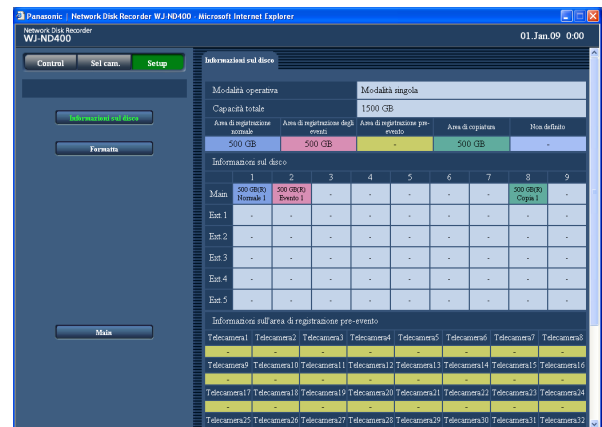 Panasonic | Network Disk Recorder WJ-ND400 - Microsoft Internet Explorer
Network Disk Recorder
WJ-ND400
01.Jan.09 0:00
Control Sel cam. Setup
Informazioni sul disco
Formatta
Main
Informazioni sul disco
Modalità operativa Modalità singola
Capacità totale 1500 GB
Area di registrazione normale Area di registrazione degli eventi Area di registrazione pre-evento Area di copiatura Non definito
500 GB 500 GB - 500 GB -
Informazioni sul disco
1 2 3 4 5 6 7 8 9
Main 500 GB(R) Normale 1 500 GB(R) Evento 1 - - - - - 500 GB(R) Copia 1 -
Ext.1 - - - - - - - - -
Ext.2 - - - - - - - - -
Ext.3 - - - - - - - - -
Ext.4 - - - - - - - - -
Ext.5 - - - - - - - - -
Informazioni sull'area di registrazione pre-evento
Telecamera1 Telecamera2 Telecamera3 Telecamera4 Telecamera5 Telecamera6 Telecamera7 Telecamera8
- - - - - - - -
Telecamera9 Telecamera10 Telecamera11 Telecamera12 Telecamera13 Telecamera14 Telecamera15 Telecamera16
- - - - - - - -
Telecamera17 Telecamera18 Telecamera19 Telecamera20 Telecamera21 Telecamera22 Telecamera23 Telecamera24
- - - - - - - -
Telecamera25 Telecamera26 Telecamera27 Telecamera28 Telecamera29 Telecamera30 Telecamera31 Telecamera32